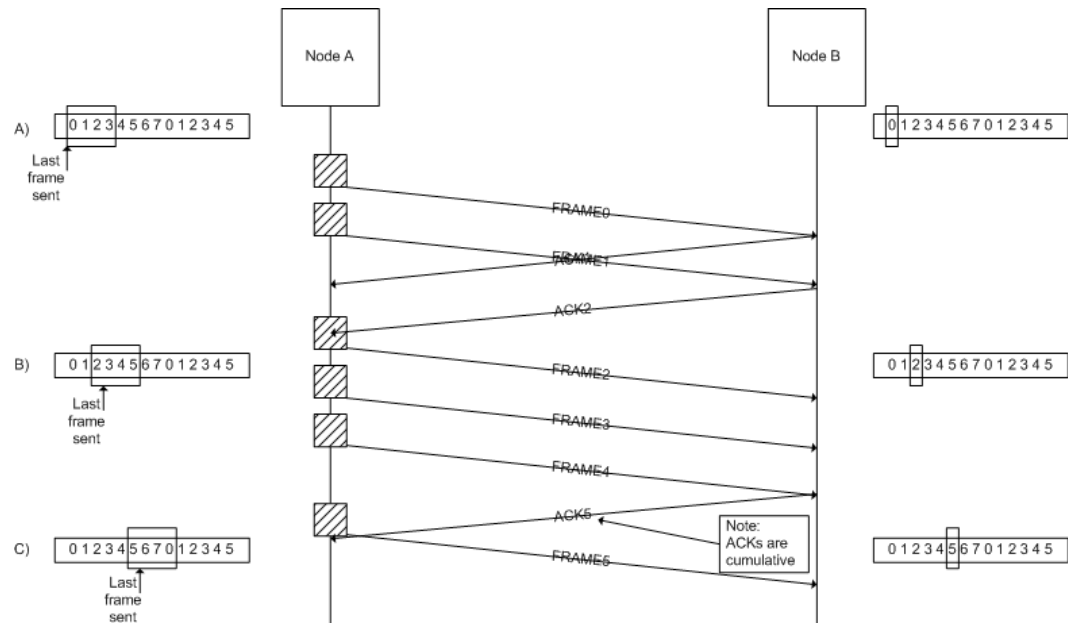 Node A
Node B
A)
0 1 2 3 4 5 6 7 0 1 2 3 4 5
0 1 2 3 4 5 6 7 0 1 2 3 4 5
Last
frame
sent
FRAME0
ACK2
B)
0 1 2 3 4 5 6 7 0 1 2 3 4 5
0 1 2 3 4 5 6 7 0 1 2 3 4 5
FRAME2
Last
frame
sent
FRAME3
FRAME4
ACK5
Note:
ACKs are
cumulative
C)
0 1 2 3 4 5 6 7 0 1 2 3 4 5
0 1 2 3 4 5 6 7 0 1 2 3 4 5
FRAME5
Last
frame
sent